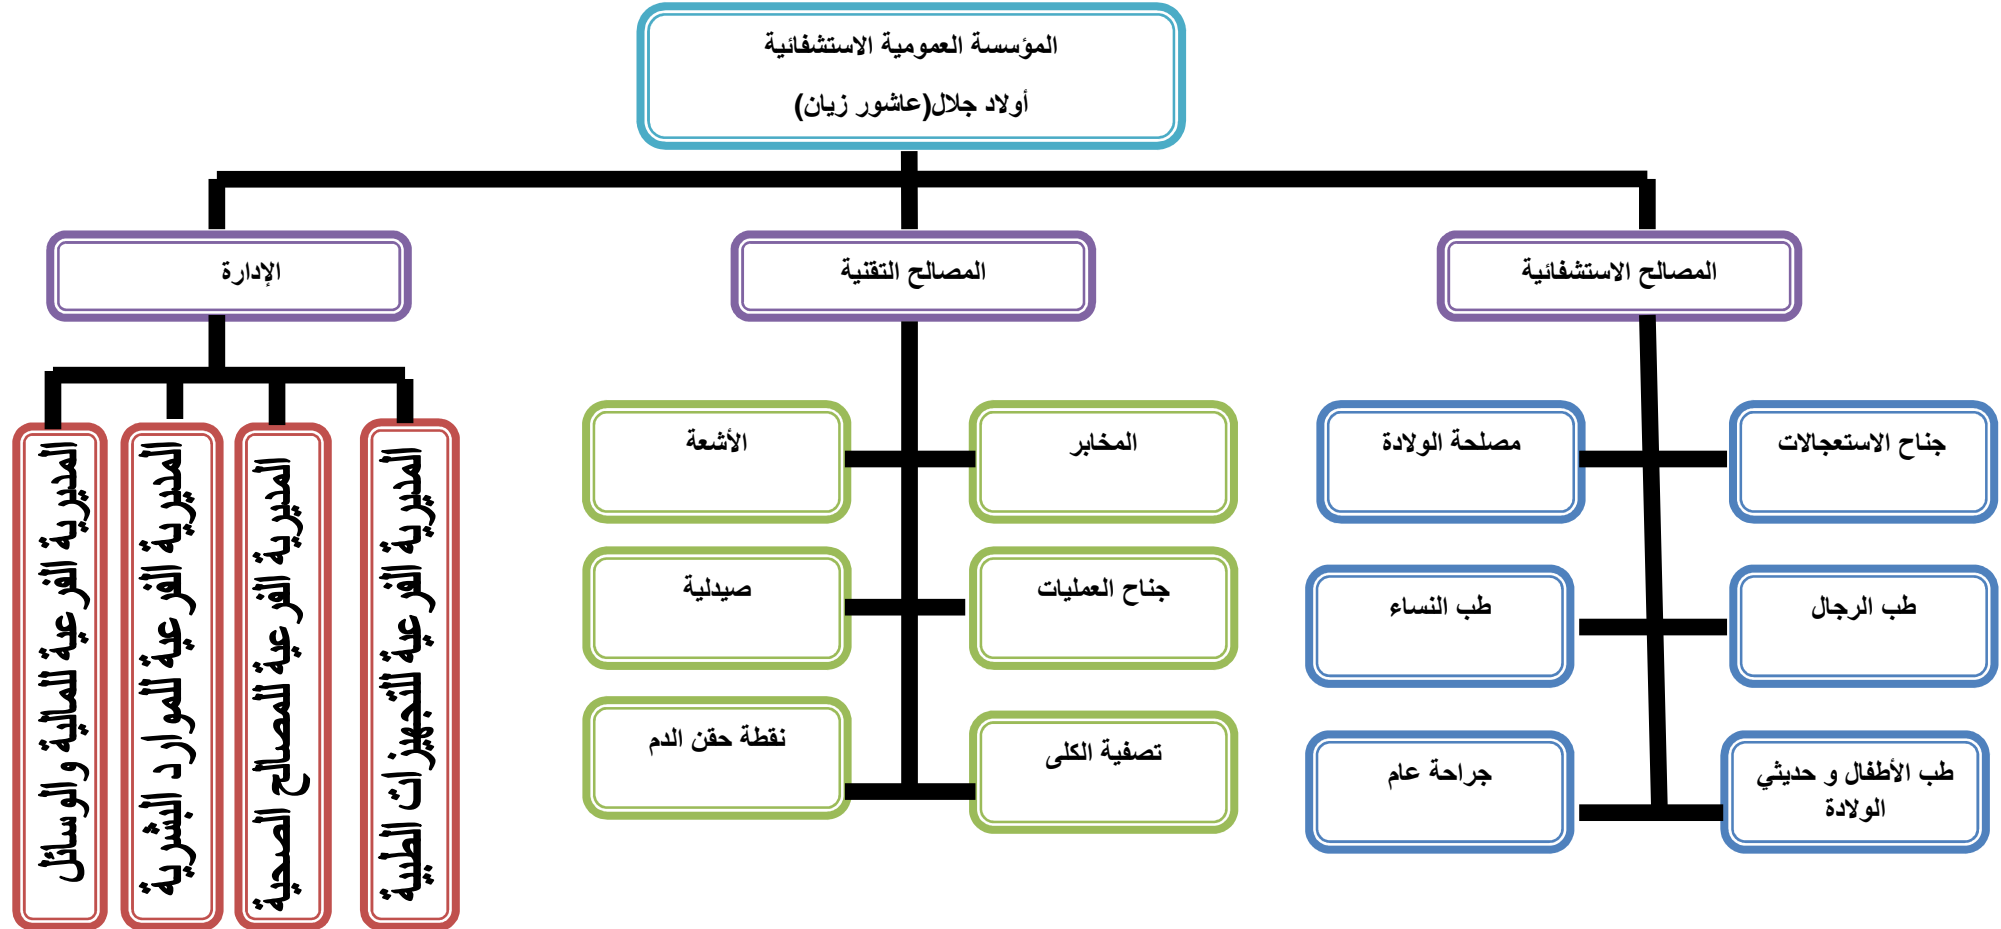 المؤسسة العمومية الاستشفائية
أولاد جلال(عاشور زيان)
المصالح الاستشفائية
المصالح التقنية
الإدارة
جناح الاستعجالات
مصلحة الولادة
طب الرجال
طب النساء
طب الأطفال و حديثي
الولادة
جراحة عام
المخابر
الأشعة
جناح العمليات
صيدلية
تصفية الكلى
نقطة حقن الدم
المديرية الفرعية للتجهيزات الطبية
المديرية الفرعية للمصالح الصحية
المديرية الفرعية للموارد البشرية
المديرية الفرعية للمالية والوسائل